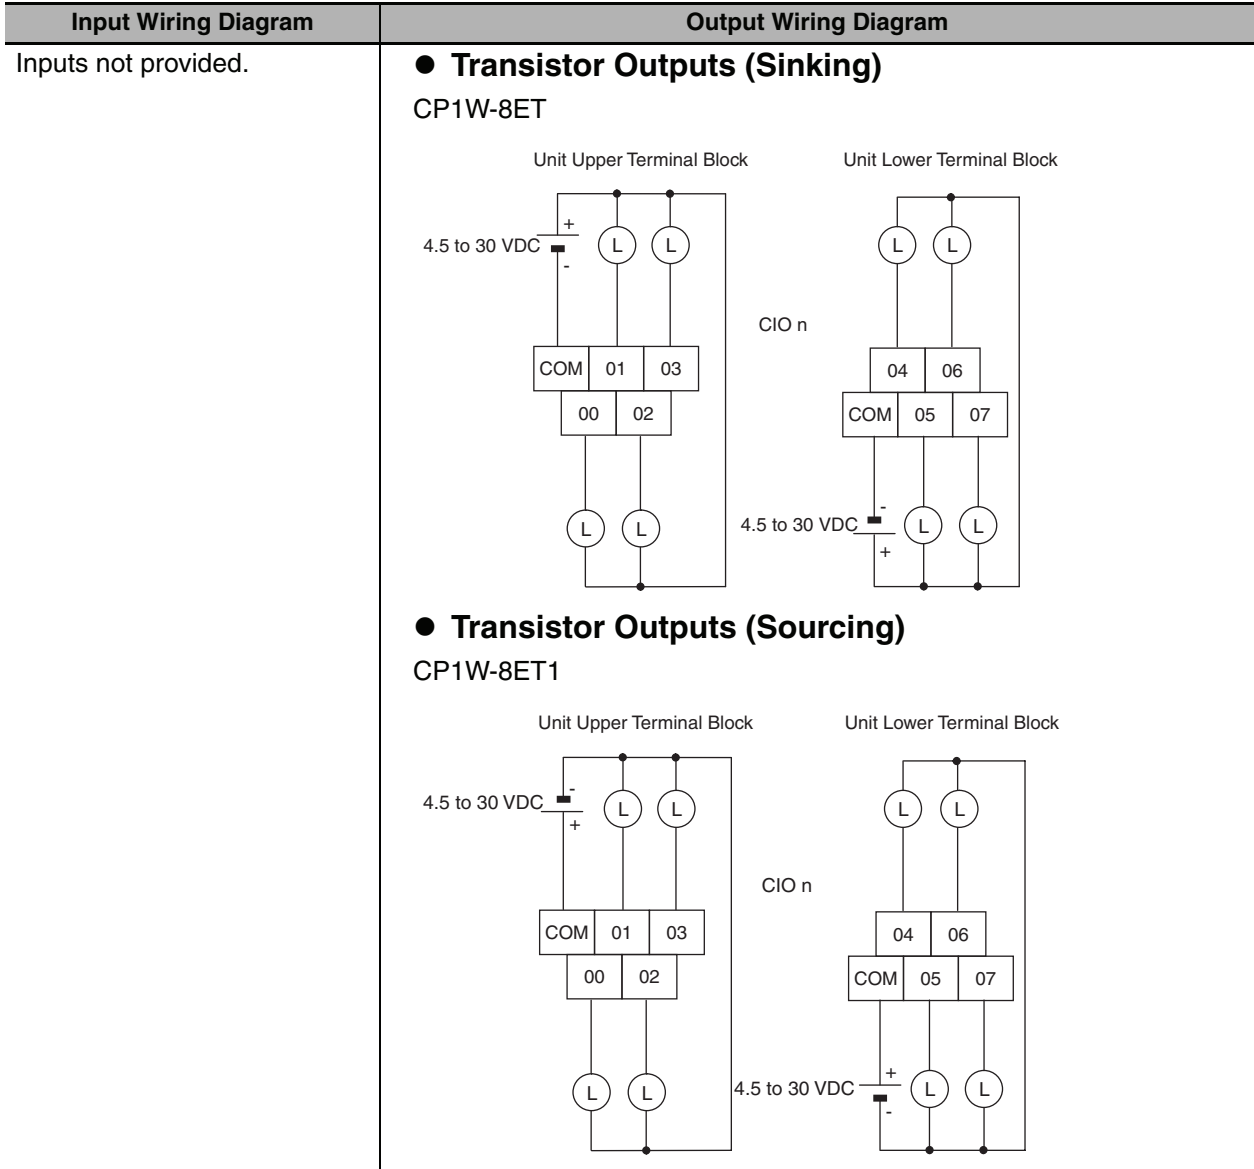 Input Wiring Diagram
Output Wiring Diagram
Inputs not provided.
● Transistor Outputs (Sinking)
CP1W-8ET
Unit Upper Terminal Block
Unit Lower Terminal Block
+
4.5 to 30 VDC
-
L L
L L
CIO n
COM 01 03
00 02
04 06
COM 05 07
L L
4.5 to 30 VDC
-
+
L L
● Transistor Outputs (Sourcing)
CP1W-8ET1
Unit Upper Terminal Block
Unit Lower Terminal Block
4.5 to 30 VDC
-
+
L L
L L
CIO n
COM 01 03
00 02
04 06
COM 05 07
L L
4.5 to 30 VDC
+
-
L L